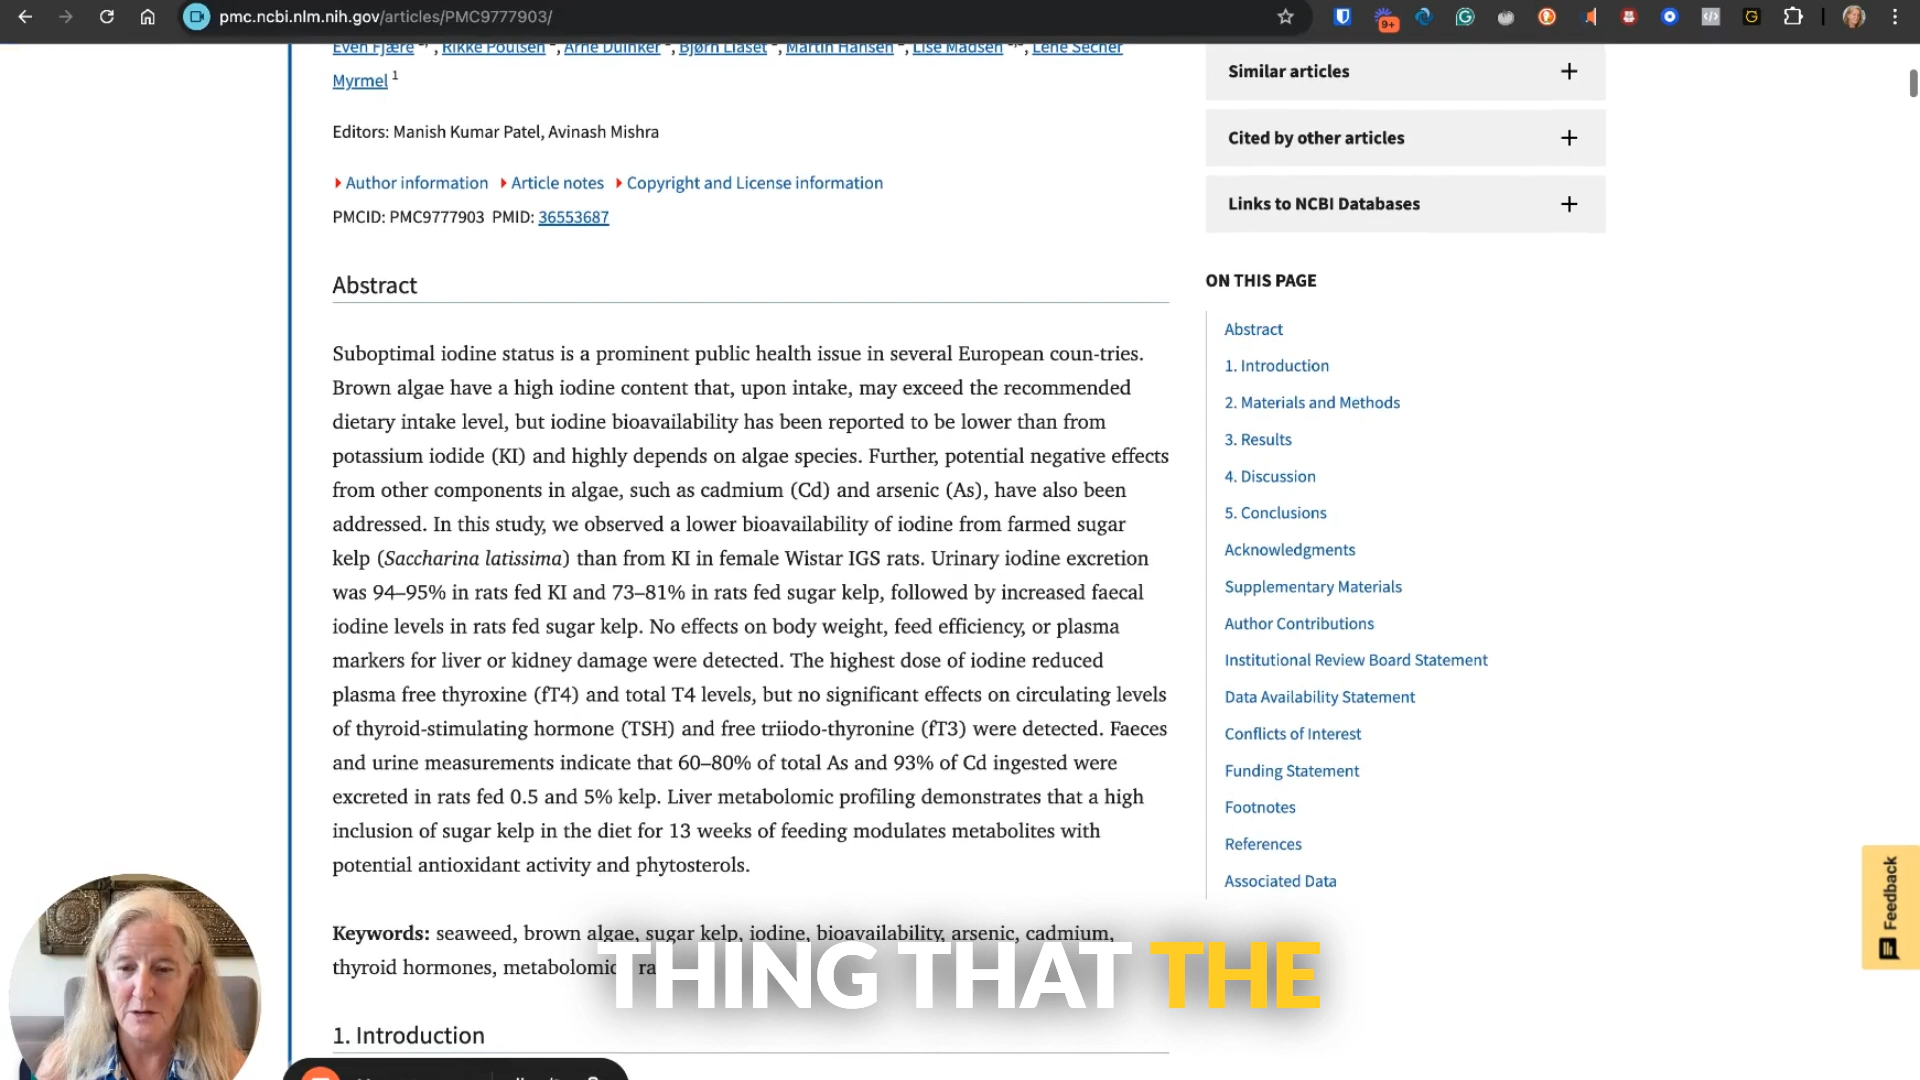 pmc.ncbi.nlm.nih.gov/articles/PMC9777903/
9+
Even Fjære, Rikke Poulsen, Arne Duinker, Bjørn Liaset, Martin Hansen, Lise Madsen, Lene Secher
Myrmel 1
Editors: Manish Kumar Patel, Avinash Mishra
Author information Article notes Copyright and License information
PMCID: PMC9777903 PMID: 36553687
Abstract
Suboptimal iodine status is a prominent public health issue in several European coun-tries.
Brown algae have a high iodine content that, upon intake, may exceed the recommended
dietary intake level, but iodine bioavailability has been reported to be lower than from
potassium iodide (KI) and highly depends on algae species. Further, potential negative effects
from other components in algae, such as cadmium (Cd) and arsenic (As), have also been
addressed. In this study, we observed a lower bioavailability of iodine from farmed sugar
kelp (Saccharina latissima) than from KI in female Wistar IGS rats. Urinary iodine excretion
was 94–95% in rats fed KI and 73–81% in rats fed sugar kelp, followed by increased faecal
iodine levels in rats fed sugar kelp. No effects on body weight, feed efficiency, or plasma
markers for liver or kidney damage were detected. The highest dose of iodine reduced
plasma free thyroxine (fT4) and total T4 levels, but no significant effects on circulating levels
of thyroid-stimulating hormone (TSH) and free triiodo-thyronine (fT3) were detected. Faeces
and urine measurements indicate that 60–80% of total As and 93% of Cd ingested were
excreted in rats fed 0.5 and 5% kelp. Liver metabolomic profiling demonstrates that a high
inclusion of sugar kelp in the diet for 13 weeks of feeding modulates metabolites with
potential antioxidant activity and phytosterols.
Keywords: seaweed, brown algae, sugar kelp, iodine, bioavailability, arsenic, cadmium,
thyroid hormones,
THING THAT THE
1. Introduction
Similar articles
Cited by other articles
Links to NCBI Databases
ON THIS PAGE
Abstract
1. Introduction
2. Materials and Methods
3. Results
4. Discussion
5. Conclusions
Acknowledgments
Supplementary Materials
Author Contributions
Institutional Review Board Statement
Data Availability Statement
Conflicts of Interest
Funding Statement
Footnotes
References
Associated Data
Feedback